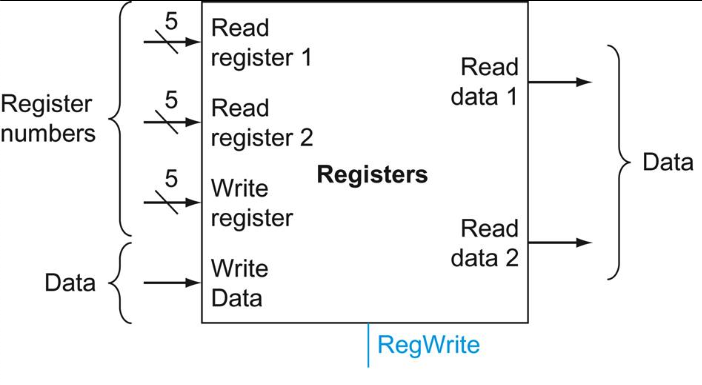 Register
numbers
5
Read
register 1
5
Read
register 2
5
Write
register
Data
Write
Data
Registers
Read
data 1
Read
data 2
Data
RegWrite